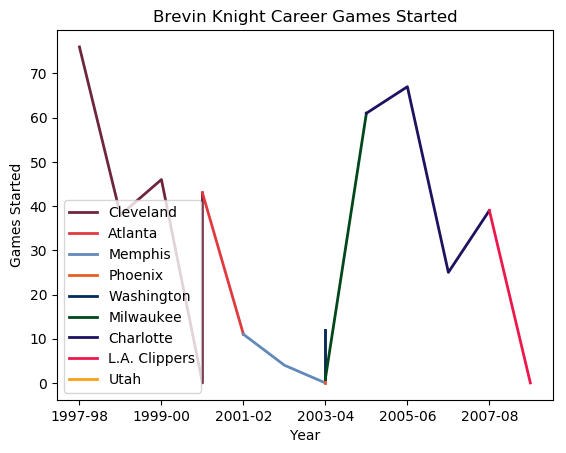 Brevin Knight Career Games Started
Games Started
70
60
50
40
30
20
10
0
Cleveland
Atlanta
Memphis
Phoenix
Washington
Milwaukee
Charlotte
L.A. Clippers
Utah
1997-98 1999-00 2001-02 2003-04 2005-06 2007-08
Year